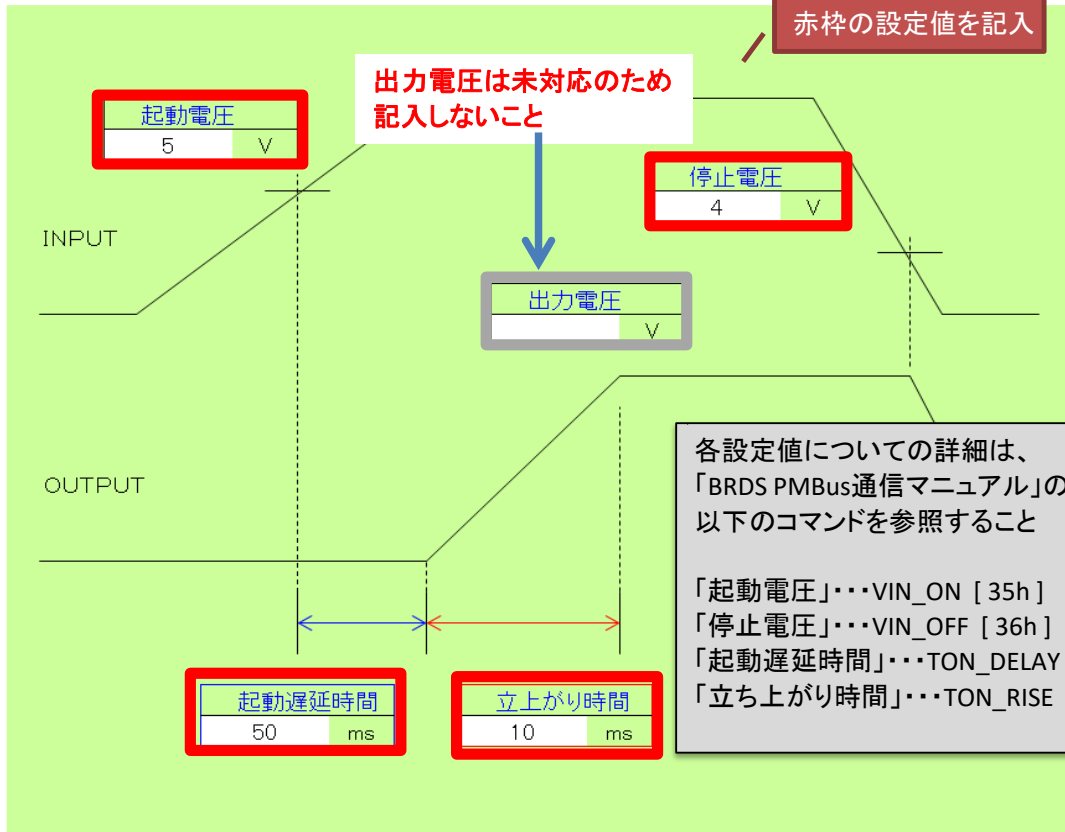 赤枠の設定値を記入
出力電圧は未対応のため
記入しないこと
起動電圧
5 V
停止電圧
4 V
INPUT
出力電圧
V
OUTPUT
各設定値についての詳細は、
「BRDS PMBus通信マニュアル」の
以下のコマンドを参照すること
「起動電圧」・・・VIN_ON [ 35h ]
「停止電圧」・・・VIN_OFF [ 36h ]
「起動遅延時間」・・・TON_DELAY
「立ち上がり時間」・・・TON_RISE
起動遅延時間
50 ms
立上がり時間
10 ms